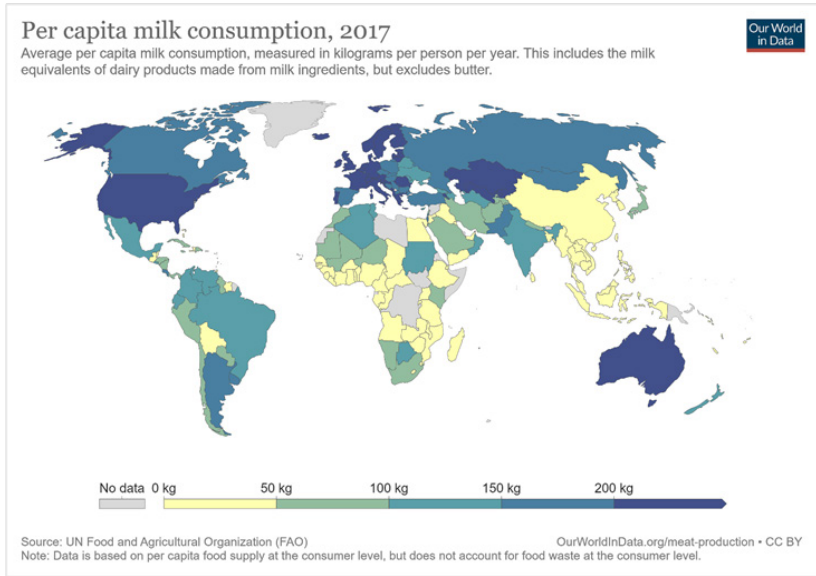 Per capita milk consumption, 2017
Average per capita milk consumption, measured in kilograms per person per year. This includes the milk
equivalents of dairy products made from milk ingredients, but excludes butter.
Our World
in Data
No data
0 kg
50 kg
100 kg
150 kg
200 kg
Source: UN Food and Agricultural Organization (FAO)
OurWorldInData.org/meat-production • CC BY
Note: Data is based on per capita food supply at the consumer level, but does not account for food waste at the consumer level.